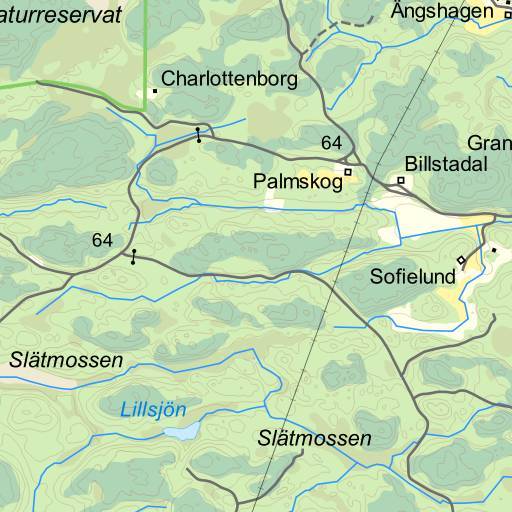 Ängshagen
aturreservat
Charlottenborg
Gran
64
Billstadal
Palmskog
64
Sofielund
Slätmossen
Lillsjön
Slätmossen